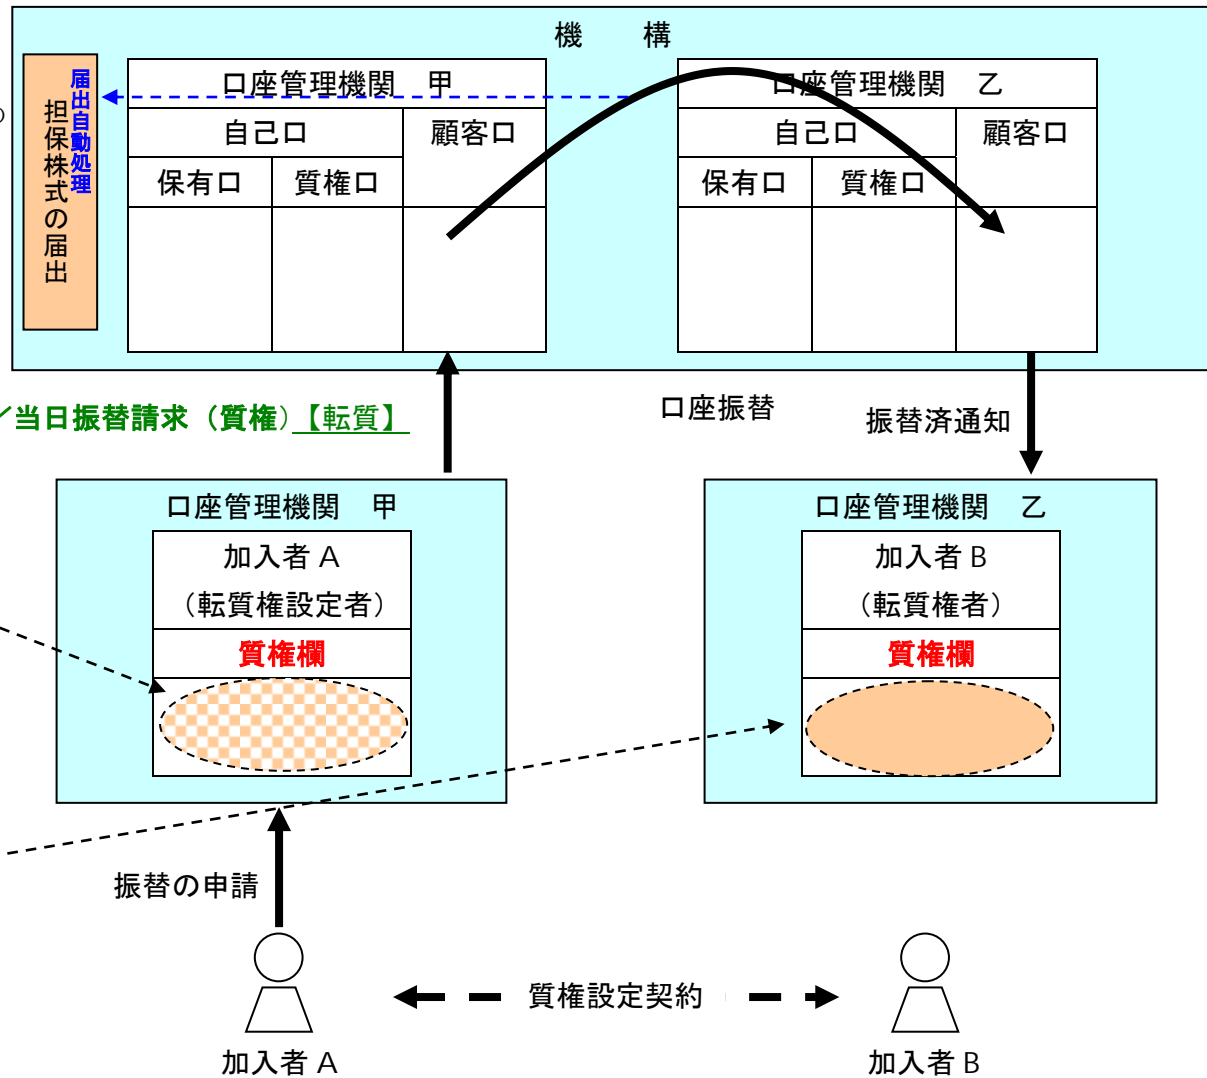 機 構
届出自動処理
担保株式の届出
口座管理機関 甲
自己口
顧客口
保有口
質権口
口座管理機関 乙
自己口
顧客口
保有口
質権口
／当日振替請求（質権）【転質】
口座振替
振替済通知
口座管理機関 甲
加入者 A
（転質権設定者）
質権欄
口座管理機関 乙
加入者 B
（転質権者）
質権欄
振替の申請
質権設定契約
加入者 A
加入者 B